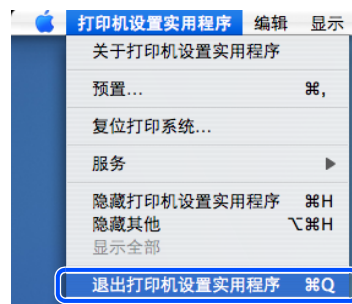 打印机设置实用程序 编辑 显示
关于打印机设置实用程序
预置... ⌘,
复位打印系统...
服务 ▶
隐藏打印机设置实用程序 ⌘H
隐藏其他 ⌥⌘H
显示全部
退出打印机设置实用程序 ⌘Q